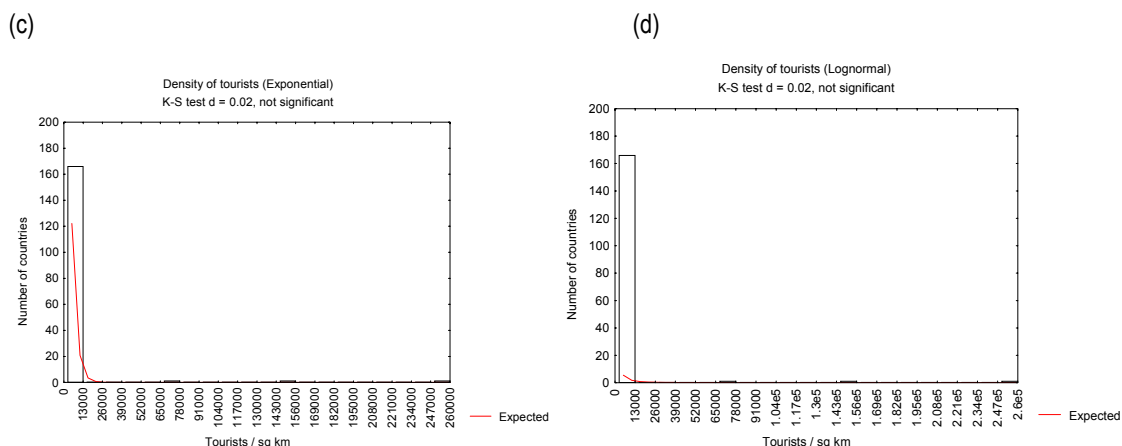 (c)
Density of tourists (Exponential)
K-S test d = 0.02, not significant
200
180
160
140
120
100
80
60
40
20
0
Number of countries
0 13000 26000 39000 52000 65000 78000 91000 104000 117000 130000 143000 156000 169000 182000 195000 208000 221000 234000 247000 260000
Tourists / sq km
Expected
(d)
Density of tourists (Lognormal)
K-S test d = 0.02, not significant
200
180
160
140
120
100
80
60
40
20
0
Number of countries
0 13000 26000 39000 52000 65000 78000 91000 1.04e5 1.17e5 1.3e5 1.43e5 1.56e5 1.69e5 1.82e5 1.95e5 2.08e5 2.21e5 2.34e5 2.47e5 2.6e5
Tourists / sq km
Expected